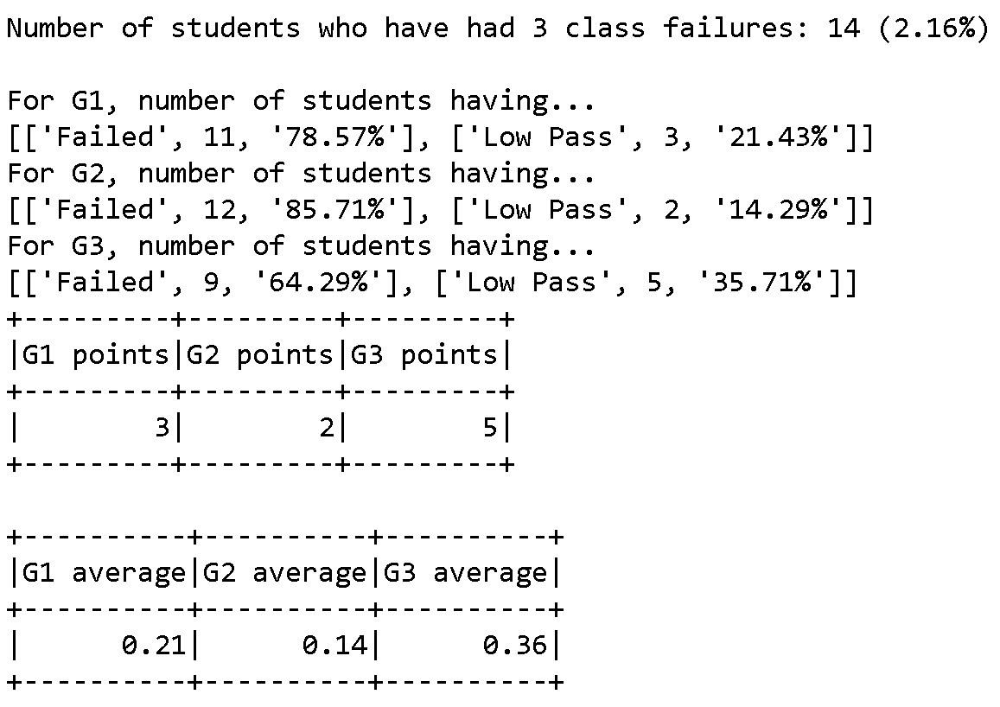 Number of students who have had 3 class failures: 14 (2.16%)

For G1, number of students having...
[['Failed', 11, '78.57%'], ['Low Pass', 3, '21.43%']]
For G2, number of students having...
[['Failed', 12, '85.71%'], ['Low Pass', 2, '14.29%']]
For G3, number of students having...
[['Failed', 9, '64.29%'], ['Low Pass', 5, '35.71%']]
+---------+---------+---------+
|G1 points|G2 points|G3 points|
+---------+---------+---------+
|        3|        2|        5|
+---------+---------+---------+

+----------+----------+----------+
|G1 average|G2 average|G3 average|
+----------+----------+----------+
|      0.21|      0.14|      0.36|
+----------+----------+----------+